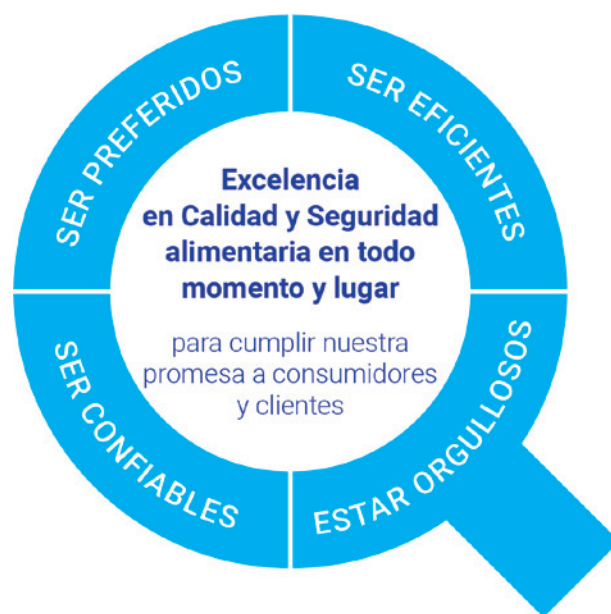 SER PREFERIDOS
SER EFICIENTES
Excelencia
en Calidad y Seguridad
alimentaria en todo
momento y lugar
para cumplir nuestra
promesa a consumidores
y clientes
SER CONFIABLES
ESTAR ORGULLOSOS